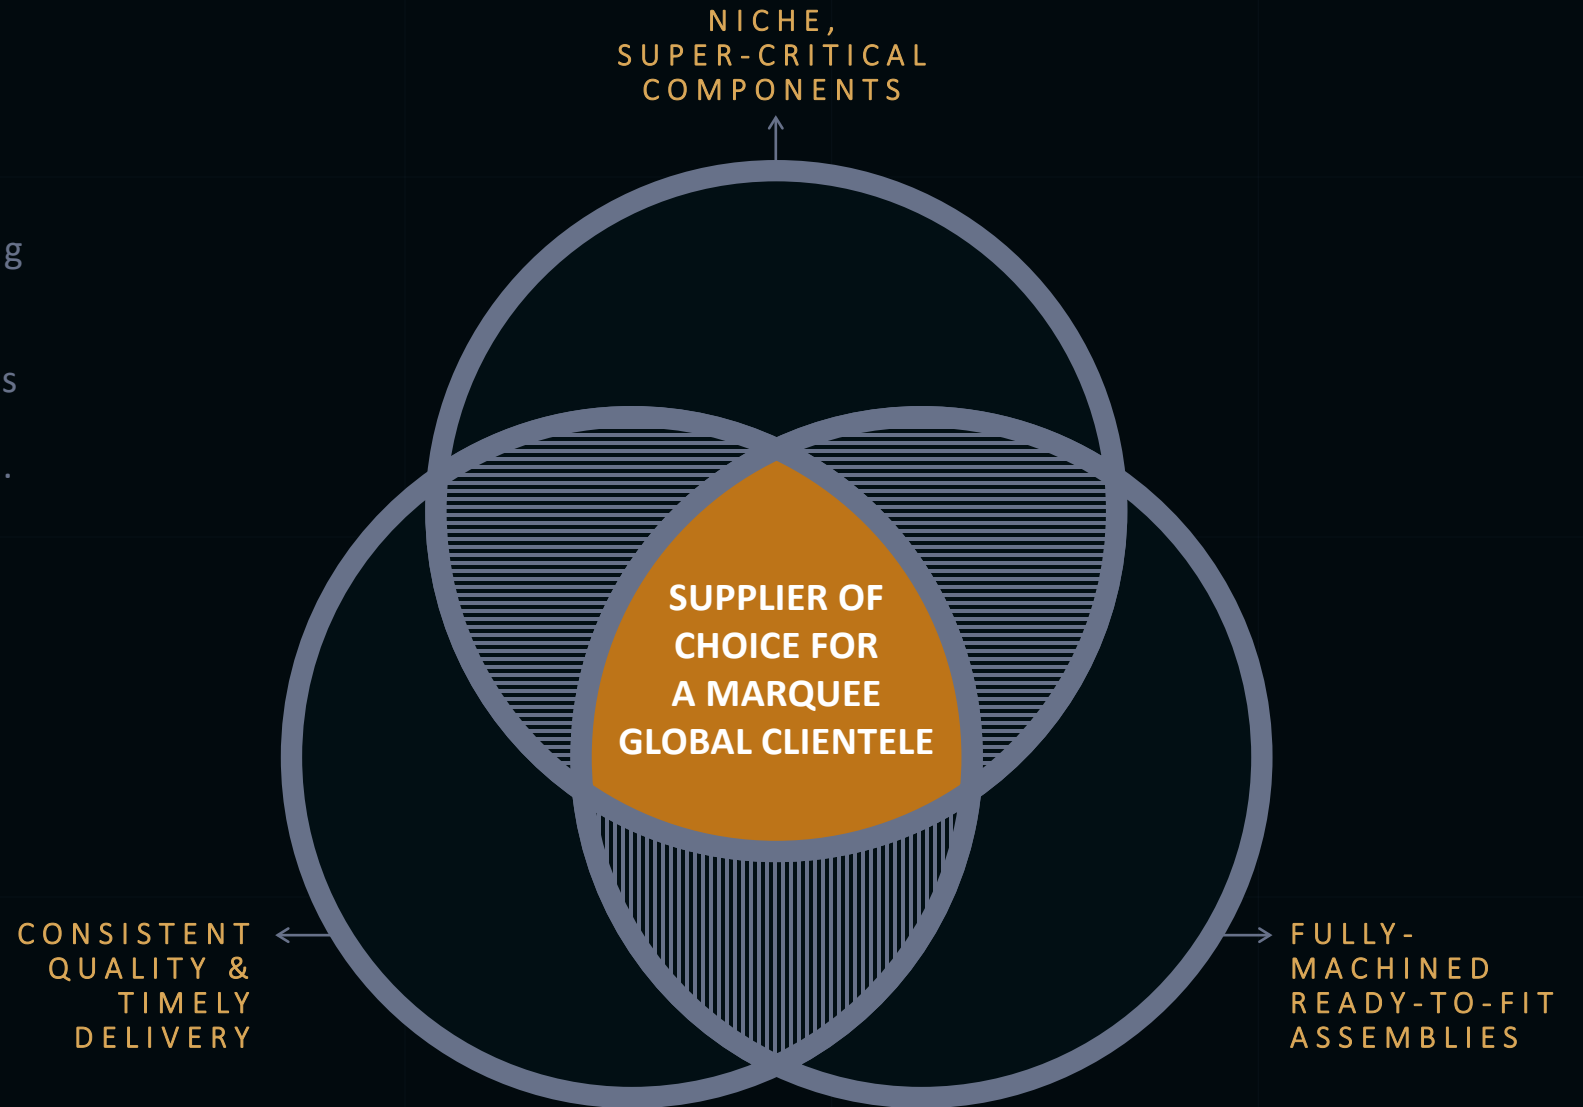 NICHE,
SUPER-CRITICAL
COMPONENTS
g
s
.
SUPPLIER OF
CHOICE FOR
A MARQUEE
GLOBAL CLIENTELE
CONSISTENT
QUALITY &
TIMELY
DELIVERY
FULLY-
MACHINED
READY-TO-FIT
ASSEMBLIES